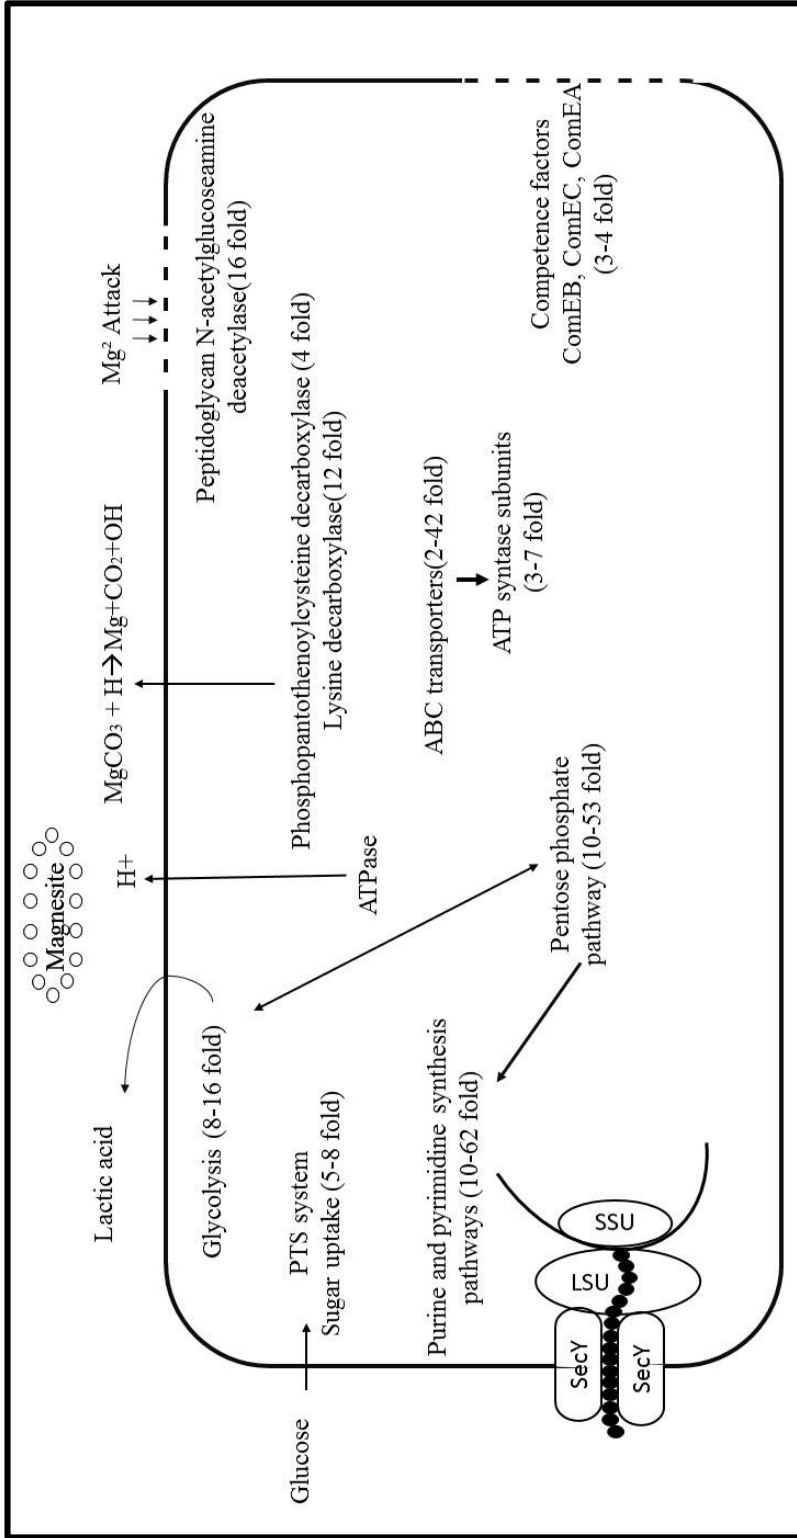 Magnesite
Lactic acid
H+
MgCO₃ + H→Mg+CO₂+OH
Mg² Attack
Glucose
Glycolysis (8-16 fold)
PTS system
Sugar uptake (5-8 fold)
ATPase
Phosphopantothenoylcysteine decarboxylase (4 fold)
Lysine decarboxylase(12 fold)
Peptidoglycan N-acetylglucoseamine
deacetylase(16 fold)
Purine and pyrimidine synthesis
pathways (10-62 fold)
Pentose phosphate
pathway (10-53 fold)
ABC transporters(2-42 fold)
ATP syntase subunits
(3-7 fold)
Competence factors
ComEB, ComEC, ComEA
(3-4 fold)
SecY
SecY
LSU
SSU